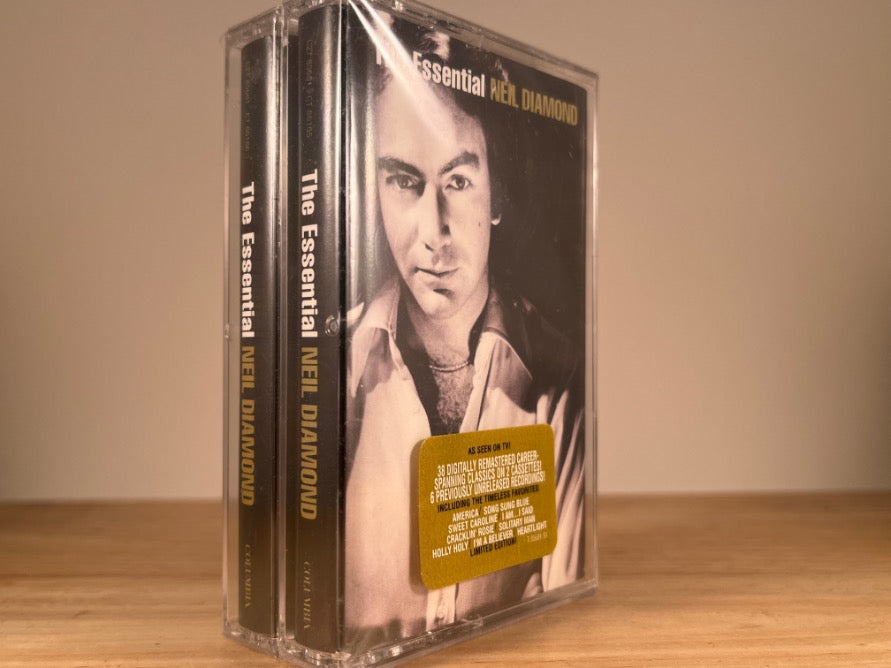 The Essential NEIL DIAMOND
The Essential NEIL DIAMOND
COLUMBIA
The Essential NEIL DIAMOND
COLUMBIA
AS SEEN ON TV!
38 DIGITALLY REMASTERED CAREER-
SPANNING CLASSICS ON 2 CASSETTES!
6 PREVIOUSLY UNRELEASED RECORDINGS!
INCLUDING THE TIMELESS FAVORITES:
AMERICA SONG SUNG BLUE
SWEET CAROLINE I AM...I SAID
CRACKLIN' ROSIE SOLITARY MAN
HOLLY HOLY I'M A BELIEVER, HEARTLIGHT
LIMITED EDITION!